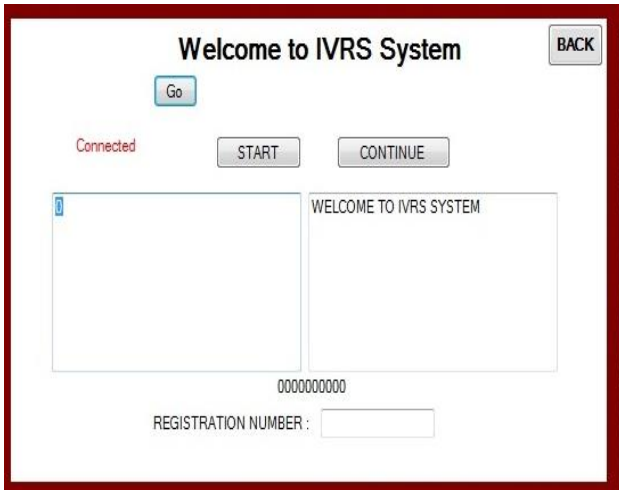 Welcome to IVRS System
BACK
Go
Connected
START
CONTINUE
0
WELCOME TO IVRS SYSTEM
0000000000
REGISTRATION NUMBER :